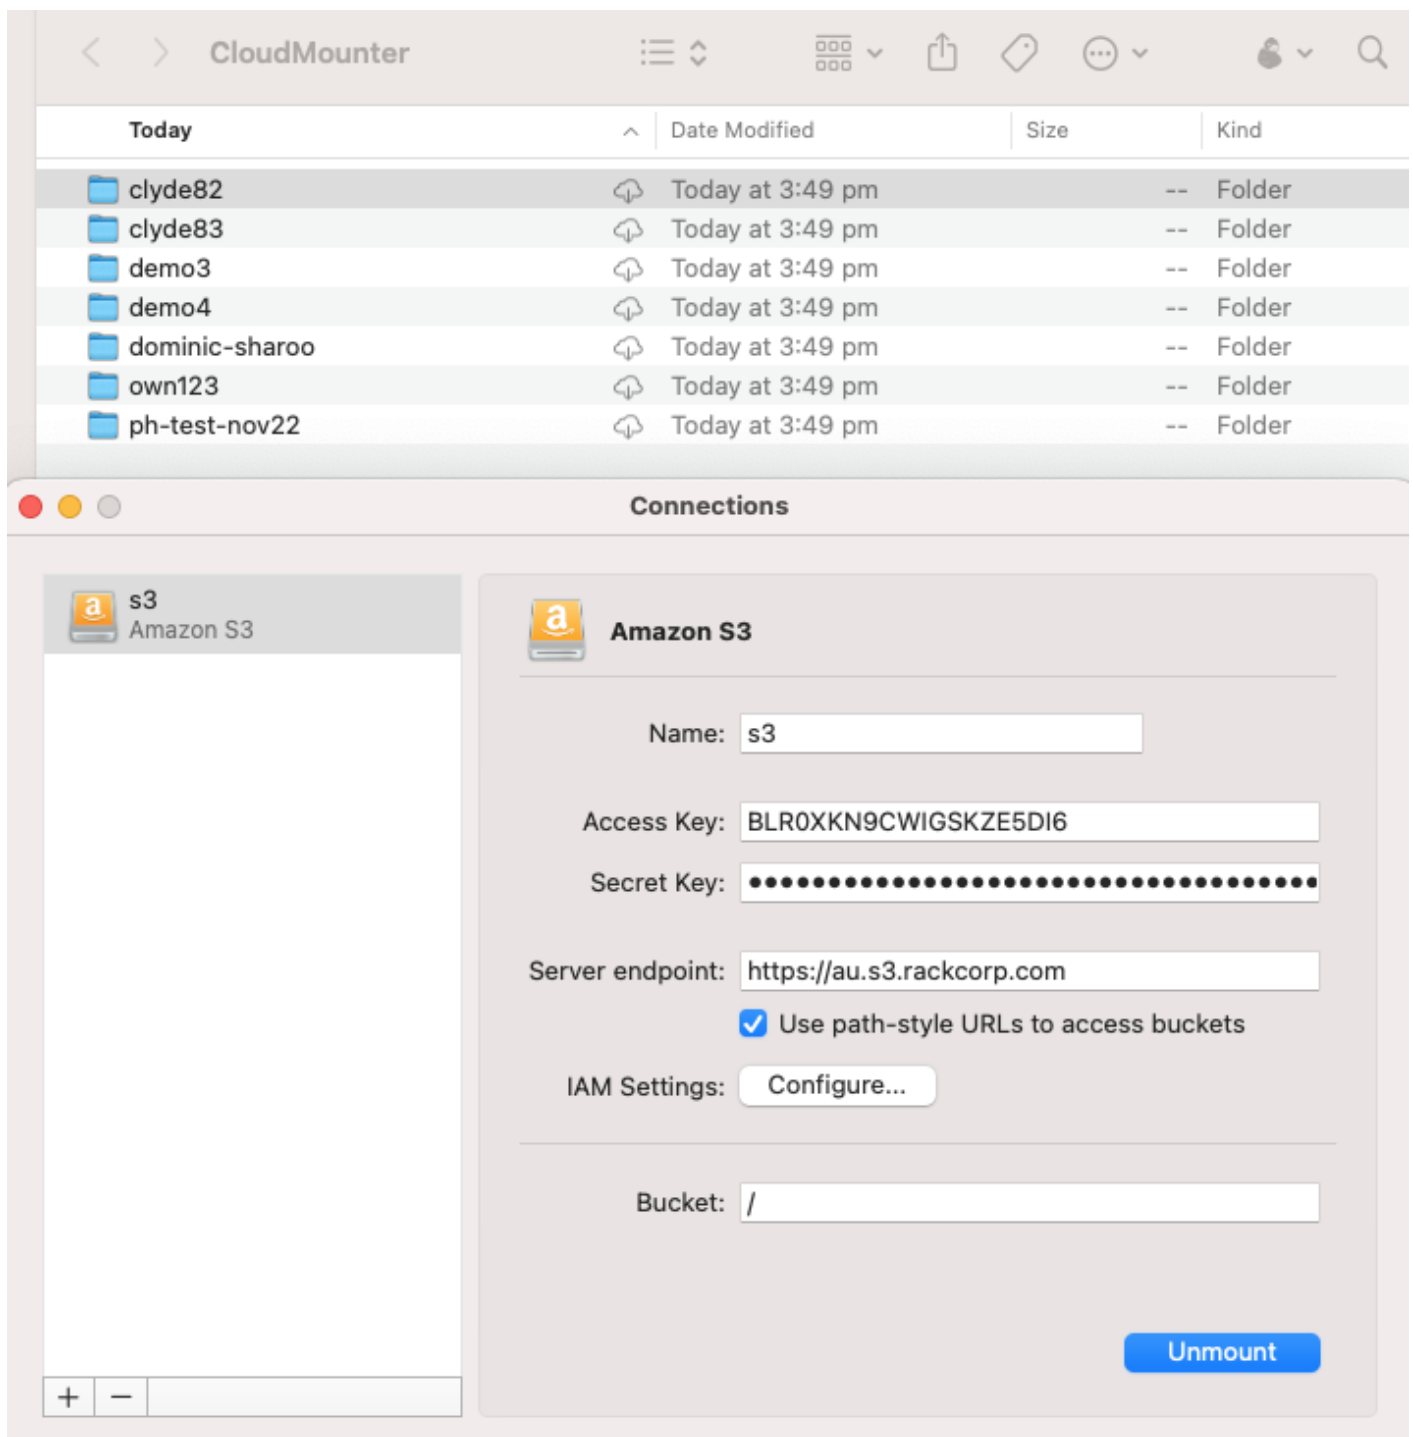 CloudMounter
Today Date Modified Size Kind
clyde82 Today at 3:49 pm -- Folder
clyde83 Today at 3:49 pm -- Folder
demo3 Today at 3:49 pm -- Folder
demo4 Today at 3:49 pm -- Folder
dominic-sharoo Today at 3:49 pm -- Folder
own123 Today at 3:49 pm -- Folder
ph-test-nov22 Today at 3:49 pm -- Folder
Connections
s3
Amazon S3
Amazon S3
Name: s3
Access Key: BLR0XKN9CWIGSKZE5DI6
Secret Key: ••••••••••••••••••••••••••••••••••••
Server endpoint: https://au.s3.rackcorp.com
Use path-style URLs to access buckets
IAM Settings: Configure...
Bucket: /
Unmount